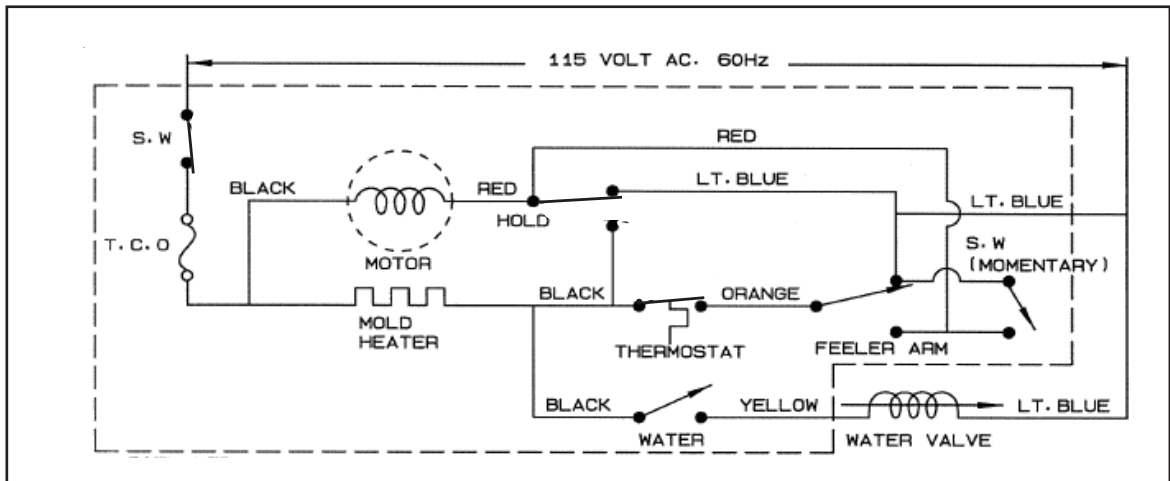 115 VOLT AC. 60Hz
S.W
RED
BLACK
RED
LT. BLUE
HOLD
LT. BLUE
T.C.O
MOTOR
S.W
(MOMENTARY)
BLACK
ORANGE
MOLD
HEATER
THERMOSTAT
FEELER ARM
BLACK
YELLOW
LT. BLUE
WATER
WATER VALVE